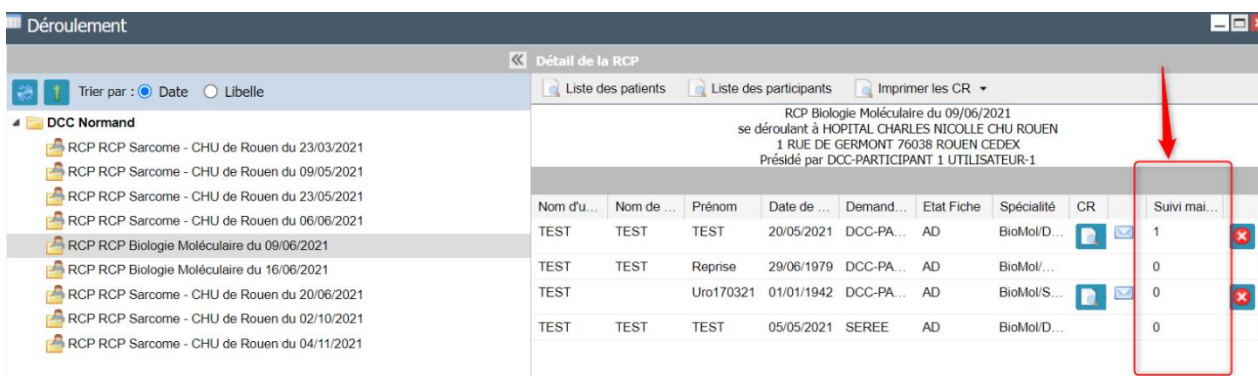 Déroulement
Détail de la RCP
Trier par : Date Libelle
DCC Normand
RCP RCP Sarcome - CHU de Rouen du 23/03/2021
RCP RCP Sarcome - CHU de Rouen du 09/05/2021
RCP RCP Sarcome - CHU de Rouen du 23/05/2021
RCP RCP Sarcome - CHU de Rouen du 06/06/2021
RCP RCP Biologie Moléculaire du 09/06/2021
RCP RCP Biologie Moléculaire du 16/06/2021
RCP RCP Sarcome - CHU de Rouen du 20/06/2021
RCP RCP Sarcome - CHU de Rouen du 02/10/2021
RCP RCP Sarcome - CHU de Rouen du 04/11/2021
Liste des patients Liste des participants Imprimer les CR
RCP Biologie Moléculaire du 09/06/2021
se déroulant à HOPITAL CHARLES NICOLLE CHU ROUEN
1 RUE DE GERMONT 76038 ROUEN CEDEX
Présidé par DCC-PARTICIPANT 1 UTILISATEUR-1
Nom d'u... Nom de ... Prénom Date de ... Demand... Etat Fiche Spécialité CR Suivi mai...
TEST TEST TEST 20/05/2021 DCC-PA... AD BioMol/D... 1
TEST TEST Reprise 29/06/1979 DCC-PA... AD BioMol/... 0
TEST Uro170321 01/01/1942 DCC-PA... AD BioMol/S... 0
TEST TEST TEST 05/05/2021 SEREE AD BioMol/D... 0